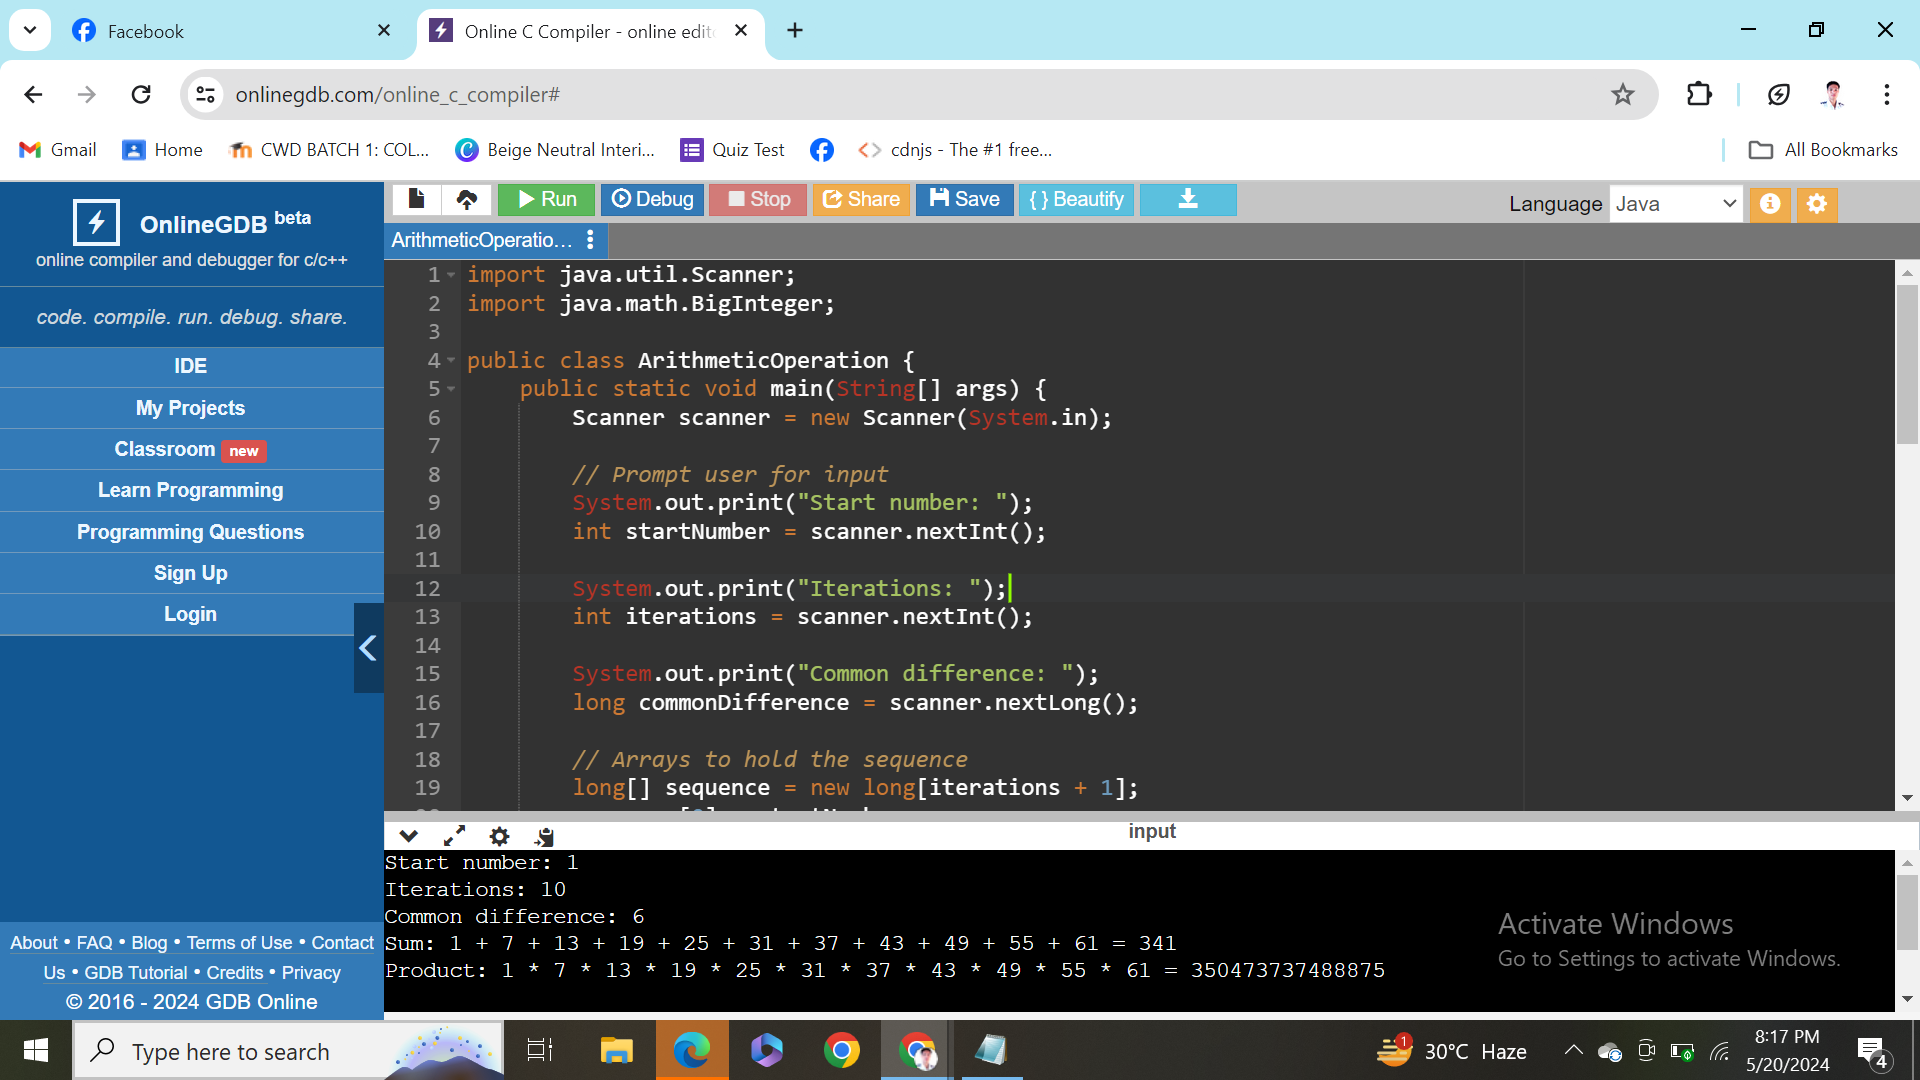 Facebook
Online C Compiler - online edit
onlinegdb.com/online_c_compiler#
Gmail
Home
CWD BATCH 1: COL...
Beige Neutral Interi...
Quiz Test
cdnjs - The #1 free...
All Bookmarks
OnlineGDB beta
online compiler and debugger for c/c++
code. compile. run. debug. share.
IDE
My Projects
Classroom new
Learn Programming
Programming Questions
Sign Up
Login
About • FAQ • Blog • Terms of Use • Contact
Us • GDB Tutorial • Credits • Privacy
© 2016 - 2024 GDB Online
Run
Debug
Stop
Share
Save
{ } Beautify
Language Java
ArithmeticOperatio...
1 import java.util.Scanner;
2 import java.math.BigInteger;
3
4 public class ArithmeticOperation {
5 public static void main(String[] args) {
6 Scanner scanner = new Scanner(System.in);
7
8 // Prompt user for input
9 System.out.print("Start number: ");
10 int startNumber = scanner.nextInt();
11
12 System.out.print("Iterations: ");
13 int iterations = scanner.nextInt();
14
15 System.out.print("Common difference: ");
16 long commonDifference = scanner.nextLong();
17
18 // Arrays to hold the sequence
19 long[] sequence = new long[iterations + 1];
input
Start number: 1
Iterations: 10
Common difference: 6
Sum: 1 + 7 + 13 + 19 + 25 + 31 + 37 + 43 + 49 + 55 + 61 = 341
Product: 1 * 7 * 13 * 19 * 25 * 31 * 37 * 43 * 49 * 55 * 61 = 350473737488875
Activate Windows
Go to Settings to activate Windows.
Type here to search
1
30°C Haze
8:17 PM
5/20/2024
4